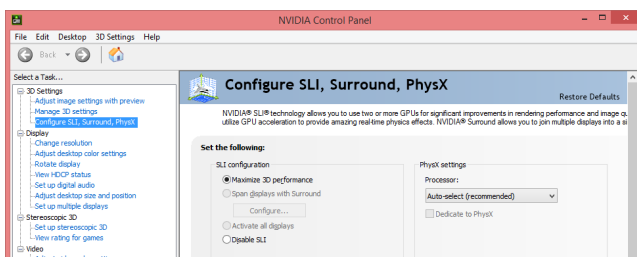 NVIDIA Control Panel
File Edit Desktop 3D Settings Help
Back
Select a Task...
3D Settings
Adjust image settings with preview
Manage 3D settings
Configure SLI, Surround, PhysX
Display
Change resolution
Adjust desktop color settings
Rotate display
View HDCP status
Set up digital audio
Adjust desktop size and position
Set up multiple displays
Stereoscopic 3D
Set up stereoscopic 3D
View rating for games
Video
Configure SLI, Surround, PhysX
Restore Defaults
NVIDIA® SLI® technology allows you to use two or more GPUs for significant improvements in rendering performance and image
utilize GPU acceleration to provide amazing real-time physics effects. NVIDIA® Surround allows you to join multiple displays into a
Set the following:
SLI configuration
Maximize 3D performance
Span displays with Surround
Configure...
Activate all displays
Disable SLI
PhysX settings
Processor:
Auto-select (recommended)
Dedicate to PhysX